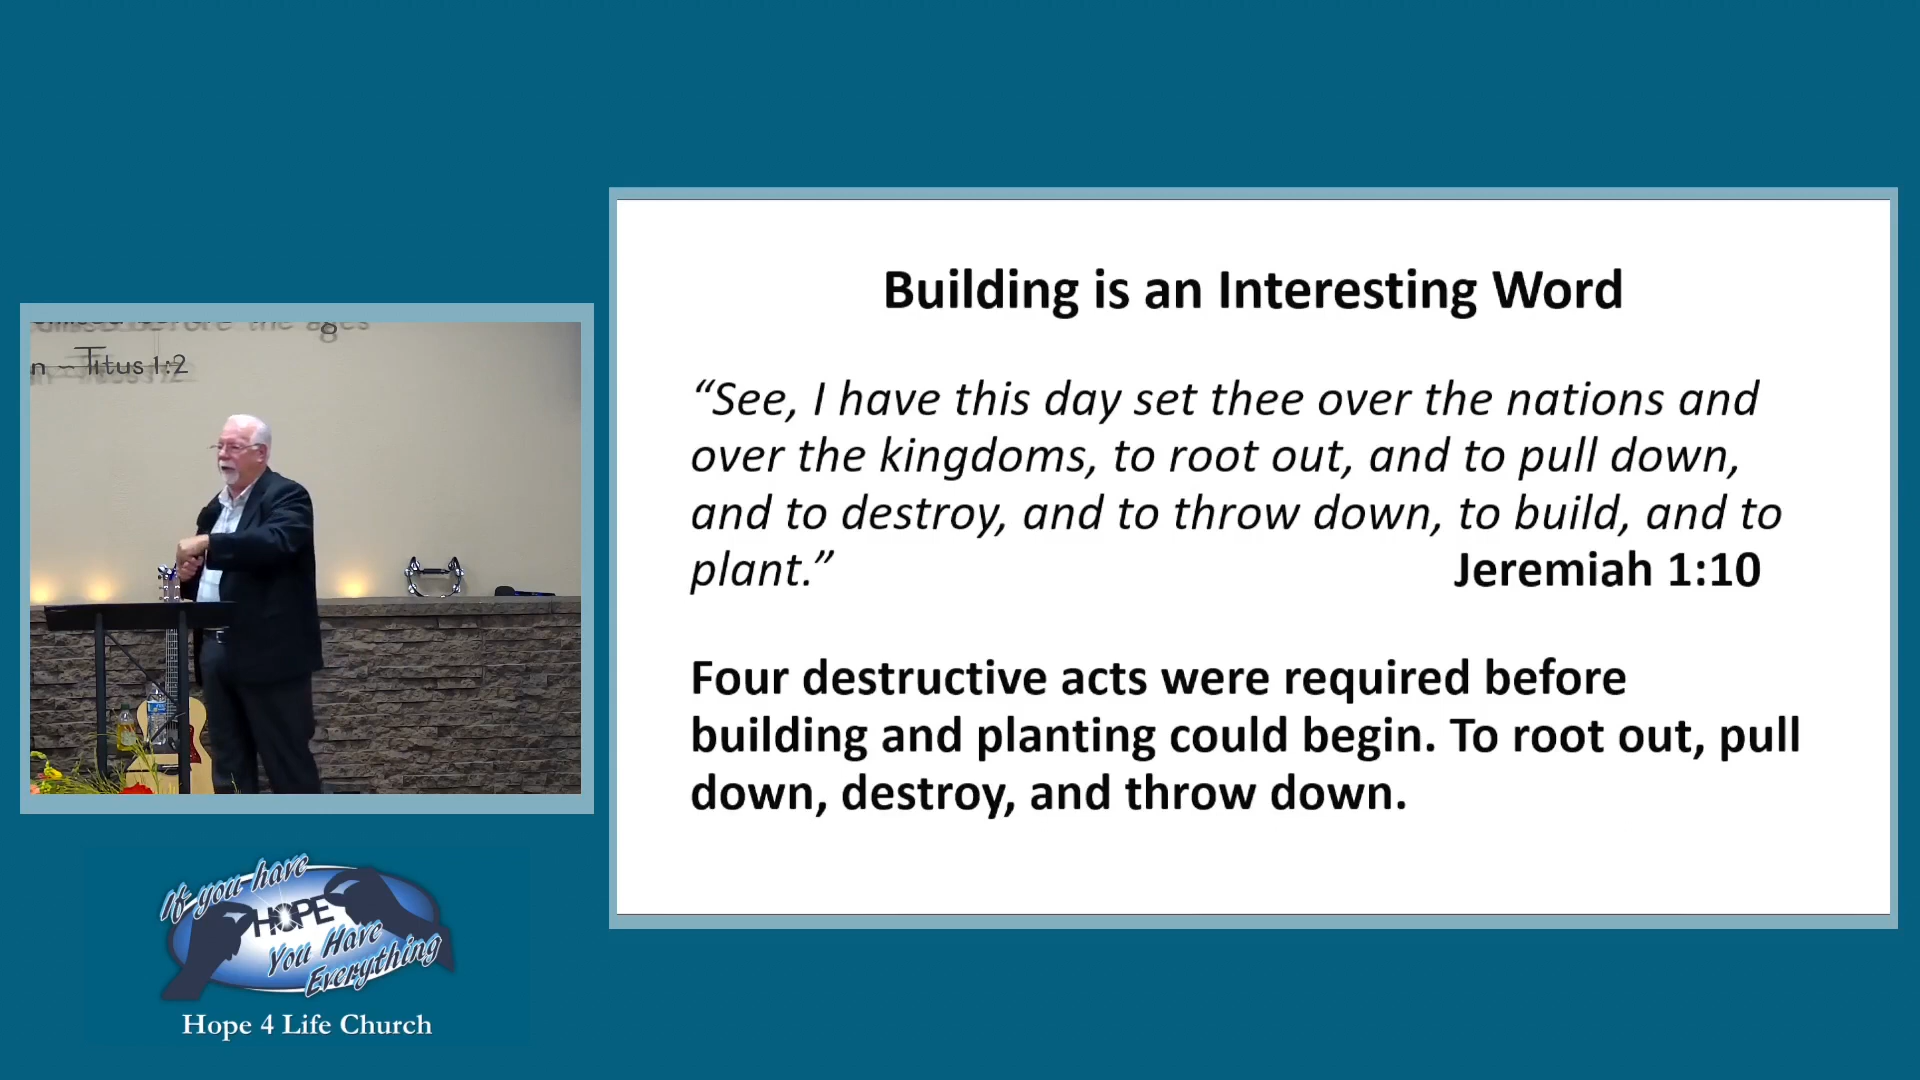 before the ages
n ~ Titus 1:2
If you have
HOPE
You Have
Everything
Hope 4 Life Church
Building is an Interesting Word
“See, I have this day set thee over the nations and
over the kingdoms, to root out, and to pull down,
and to destroy, and to throw down, to build, and to
plant.” Jeremiah 1:10
Four destructive acts were required before
building and planting could begin. To root out, pull
down, destroy, and throw down.